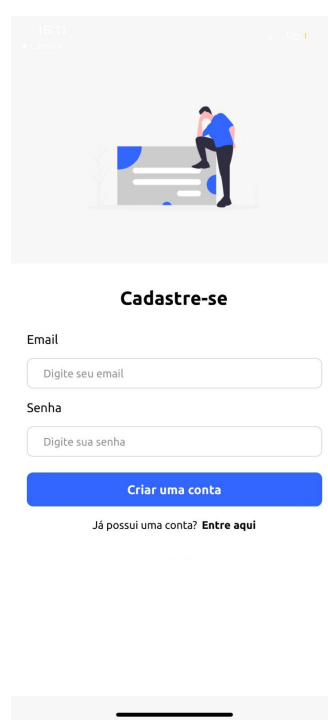 Cadastre-se
Email
Digite seu email
Senha
Digite sua senha
Criar uma conta
Já possui uma conta? Entre aqui